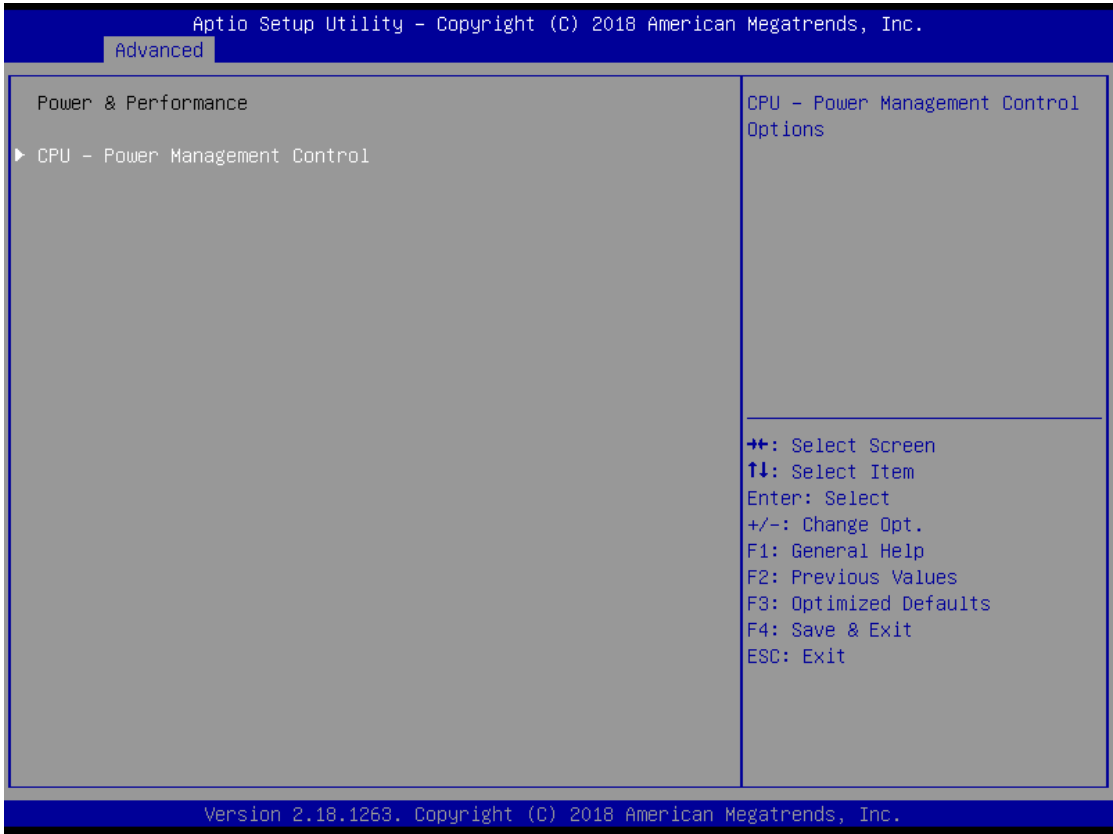 Aptio Setup Utility – Copyright (C) 2018 American Megatrends, Inc.
Advanced
Power & Performance
▶ CPU – Power Management Control
CPU – Power Management Control
Options
→←: Select Screen
↑↓: Select Item
Enter: Select
+/-: Change Opt.
F1: General Help
F2: Previous Values
F3: Optimized Defaults
F4: Save & Exit
ESC: Exit
Version 2.18.1263. Copyright (C) 2018 American Megatrends, Inc.